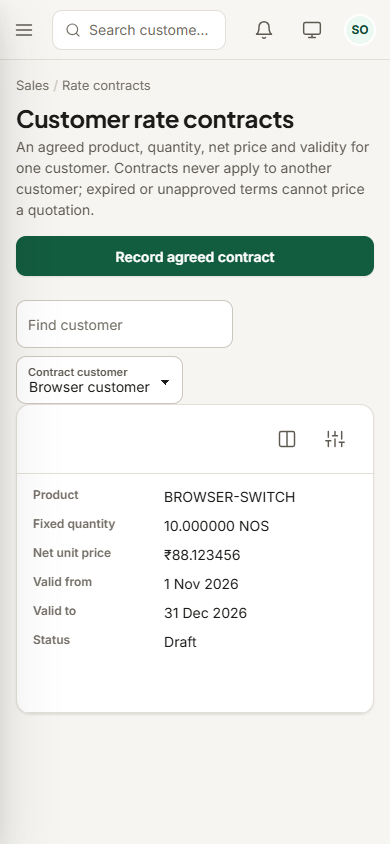 Search custome...
SO
Sales / Rate contracts
Customer rate contracts
An agreed product, quantity, net price and validity for
one customer. Contracts never apply to another
customer; expired or unapproved terms cannot price
a quotation.
Record agreed contract
Find customer
Contract customer
Browser customer
Product BROWSER-SWITCH
Fixed quantity 10.000000 NOS
Net unit price ₹88.123456
Valid from 1 Nov 2026
Valid to 31 Dec 2026
Status Draft